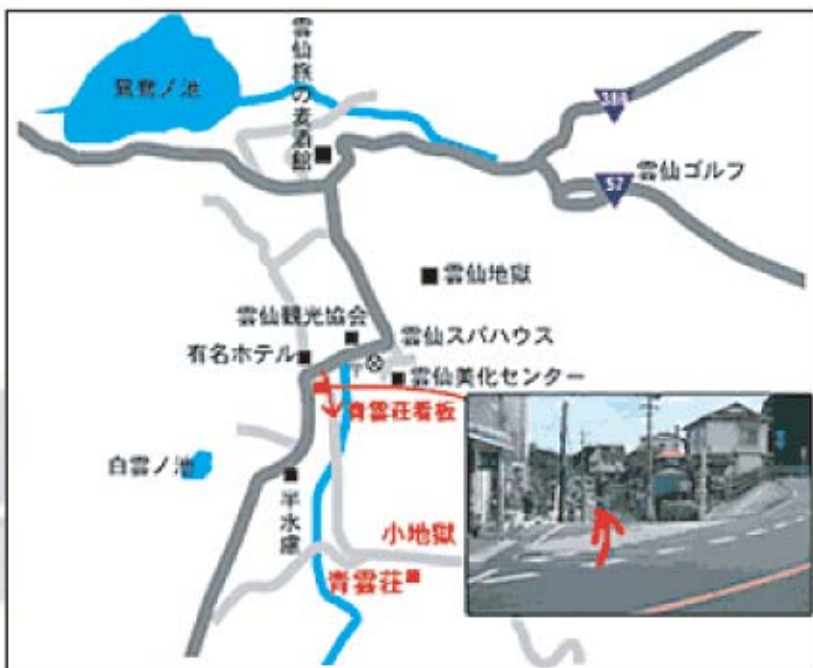 鴛鴦ノ池
雲仙旅の麦酒館
389
57
雲仙ゴルフ
雲仙地獄
雲仙観光協会
雲仙スパハウス
有名ホテル
〒
雲仙美化センター
青雲荘看板
白雲ノ池
半水盧
小地獄
青雲荘